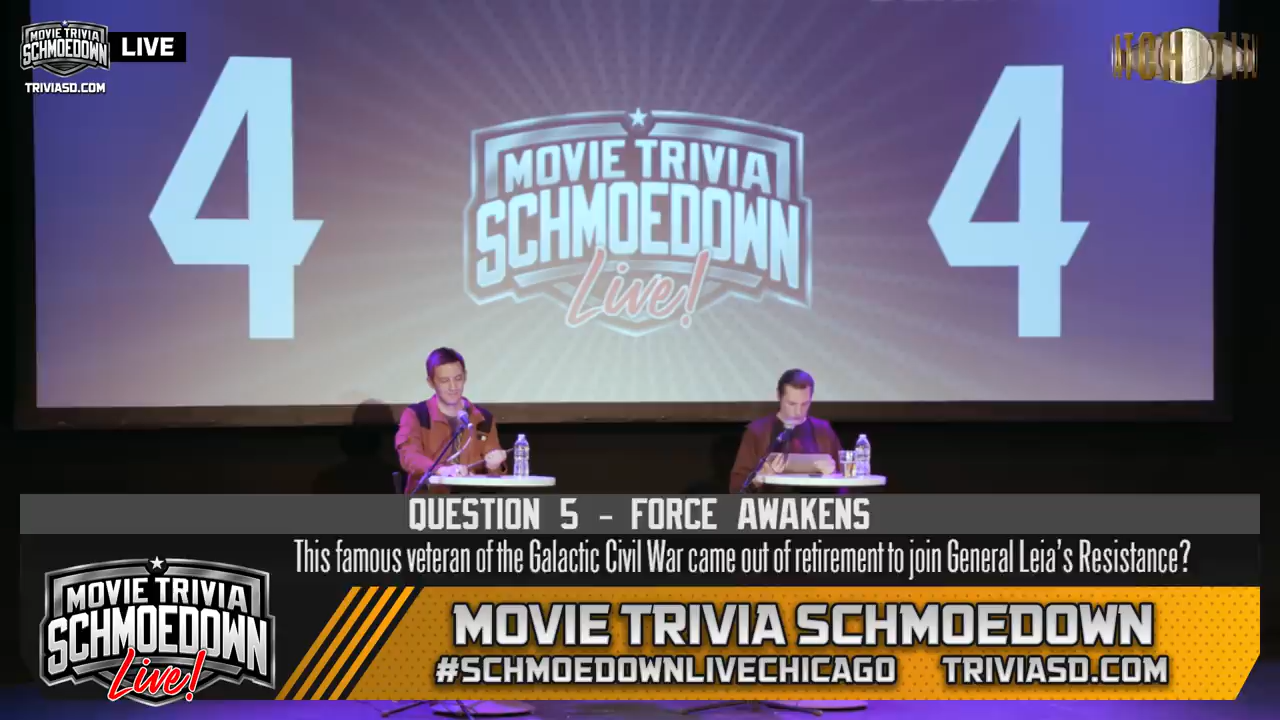 MOVIE TRIVIA
SCHMOEDOWN
LIVE
TRIVIASD.COM
4
MOVIE TRIVIA
SCHMOEDOWN
Live!
4
QUESTION 5 - FORCE AWAKENS
This famous veteran of the Galactic Civil War came out of retirement to join General Leia's Resistance?
MOVIE TRIVIA
SCHMOEDOWN
Live!
MOVIE TRIVIA SCHMOEDOWN
#SCHMOEDOWNLIVECHICAGO TRIVIASD.COM